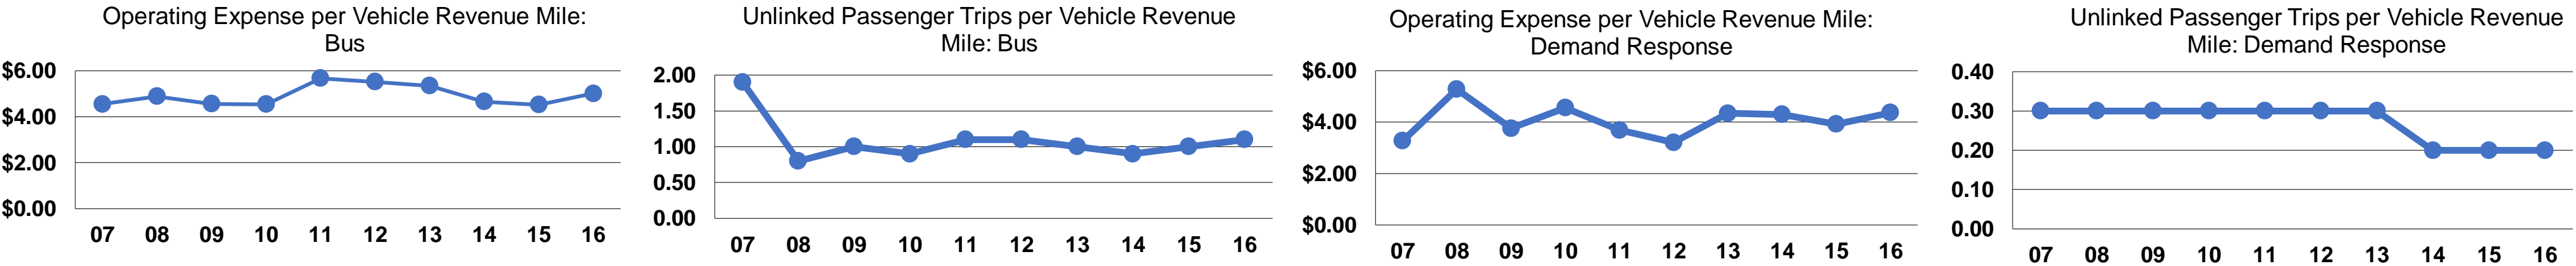 Operating Expense per Vehicle Revenue Mile:
Bus
$6.00
$4.00
$2.00
$0.00
07 08 09 10 11 12 13 14 15 16
Unlinked Passenger Trips per Vehicle Revenue
Mile: Bus
2.00
1.50
1.00
0.50
0.00
07 08 09 10 11 12 13 14 15 16
Operating Expense per Vehicle Revenue Mile:
Demand Response
$6.00
$4.00
$2.00
$0.00
07 08 09 10 11 12 13 14 15 16
Unlinked Passenger Trips per Vehicle Revenue
Mile: Demand Response
0.40
0.30
0.20
0.10
0.00
07 08 09 10 11 12 13 14 15 16